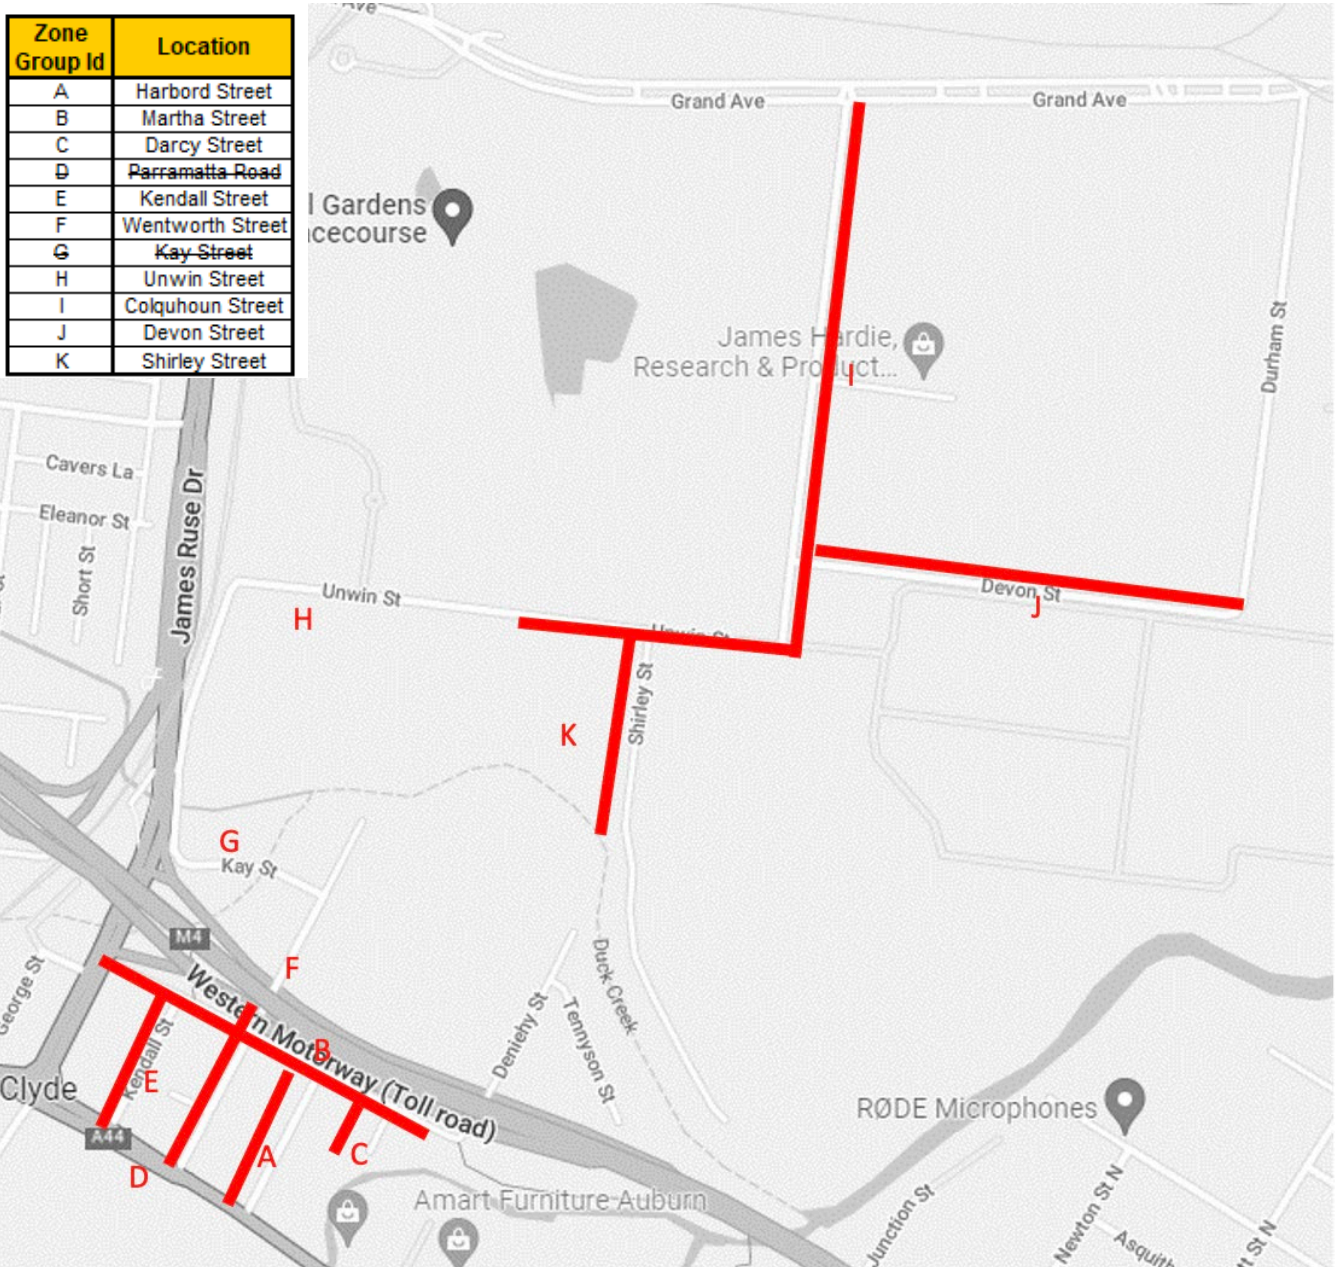 Zone Group Id | Location
A | Harbord Street
B | Martha Street
C | Darcy Street
D | Parramatta Road
E | Kendall Street
F | Wentworth Street
G | Kay Street
H | Unwin Street
I | Colquhoun Street
J | Devon Street
K | Shirley Street
Ave
Grand Ave
Grand Ave
l Gardens
cecourse
James Hardie,
Research & Product...
I
Durham St
Cavers La
Eleanor St
Short St
James Ruse Dr
Unwin St
H
Unwin St
Devon St
J
Shirley St
K
G
Kay St
M4
F
George St
Western Motorway (Toll road)
B
Kendall St
E
Clyde
A44
D
A
C
Deniehy St
Tennyson St
Duck Creek
RØDE Microphones
Amart Furniture Auburn
Junction St
Newton St N
Asquith
tt St N